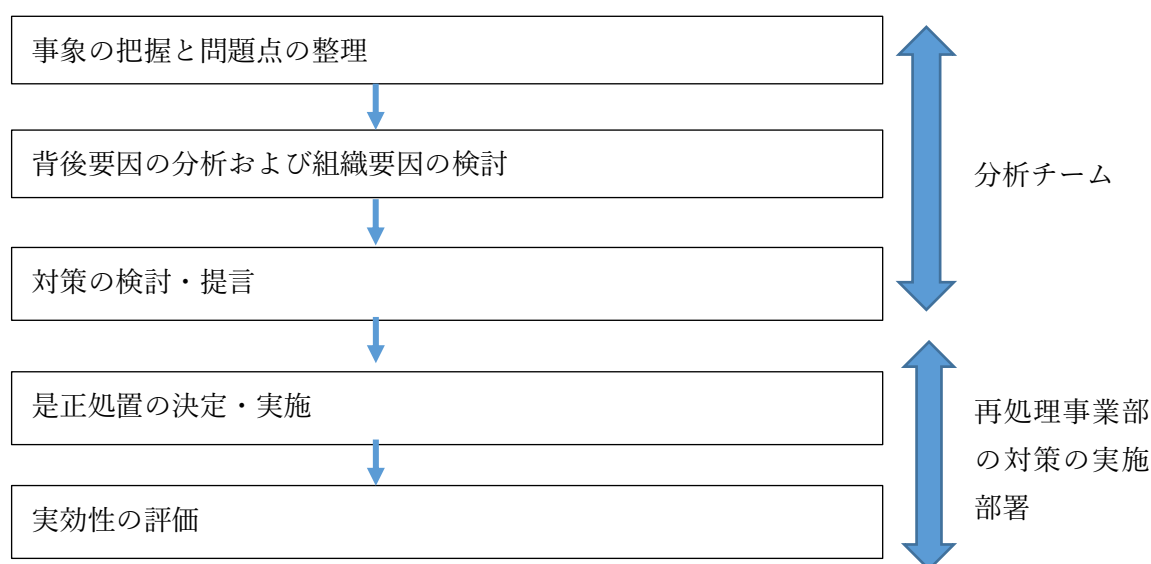 事象の把握と問題点の整理
背後要因の分析および組織要因の検討
対策の検討・提言
分析チーム
是正処置の決定・実施
実効性の評価
再処理事業部
の対策の実施
部署